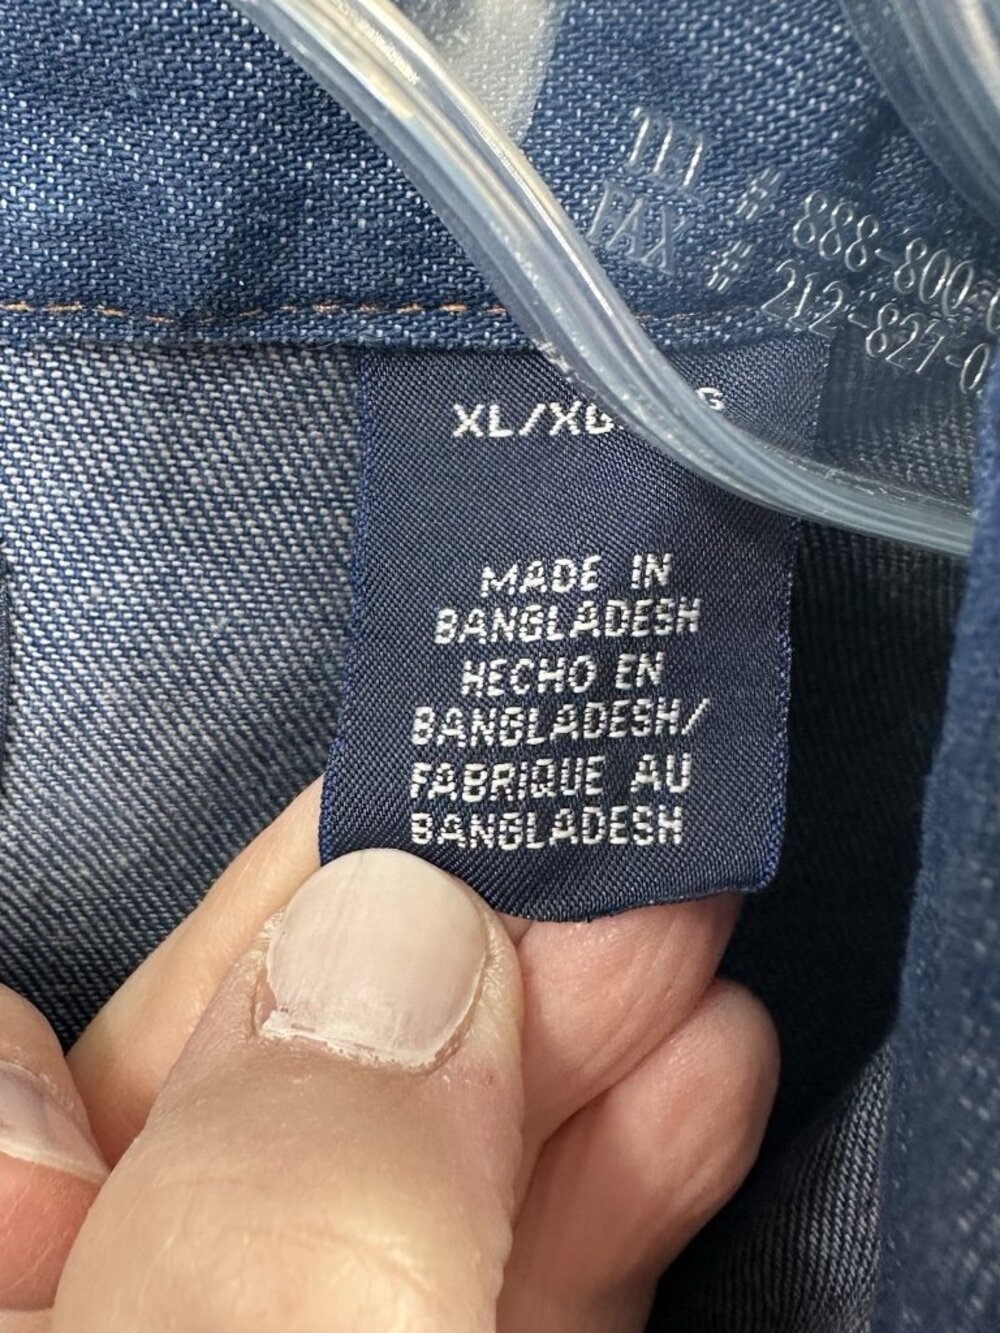 TEL # 888-800-
FAX # 212-827-0
XL/XG G
MADE IN
BANGLADESH
HECHO EN
BANGLADESH/
FABRIQUE AU
BANGLADESH